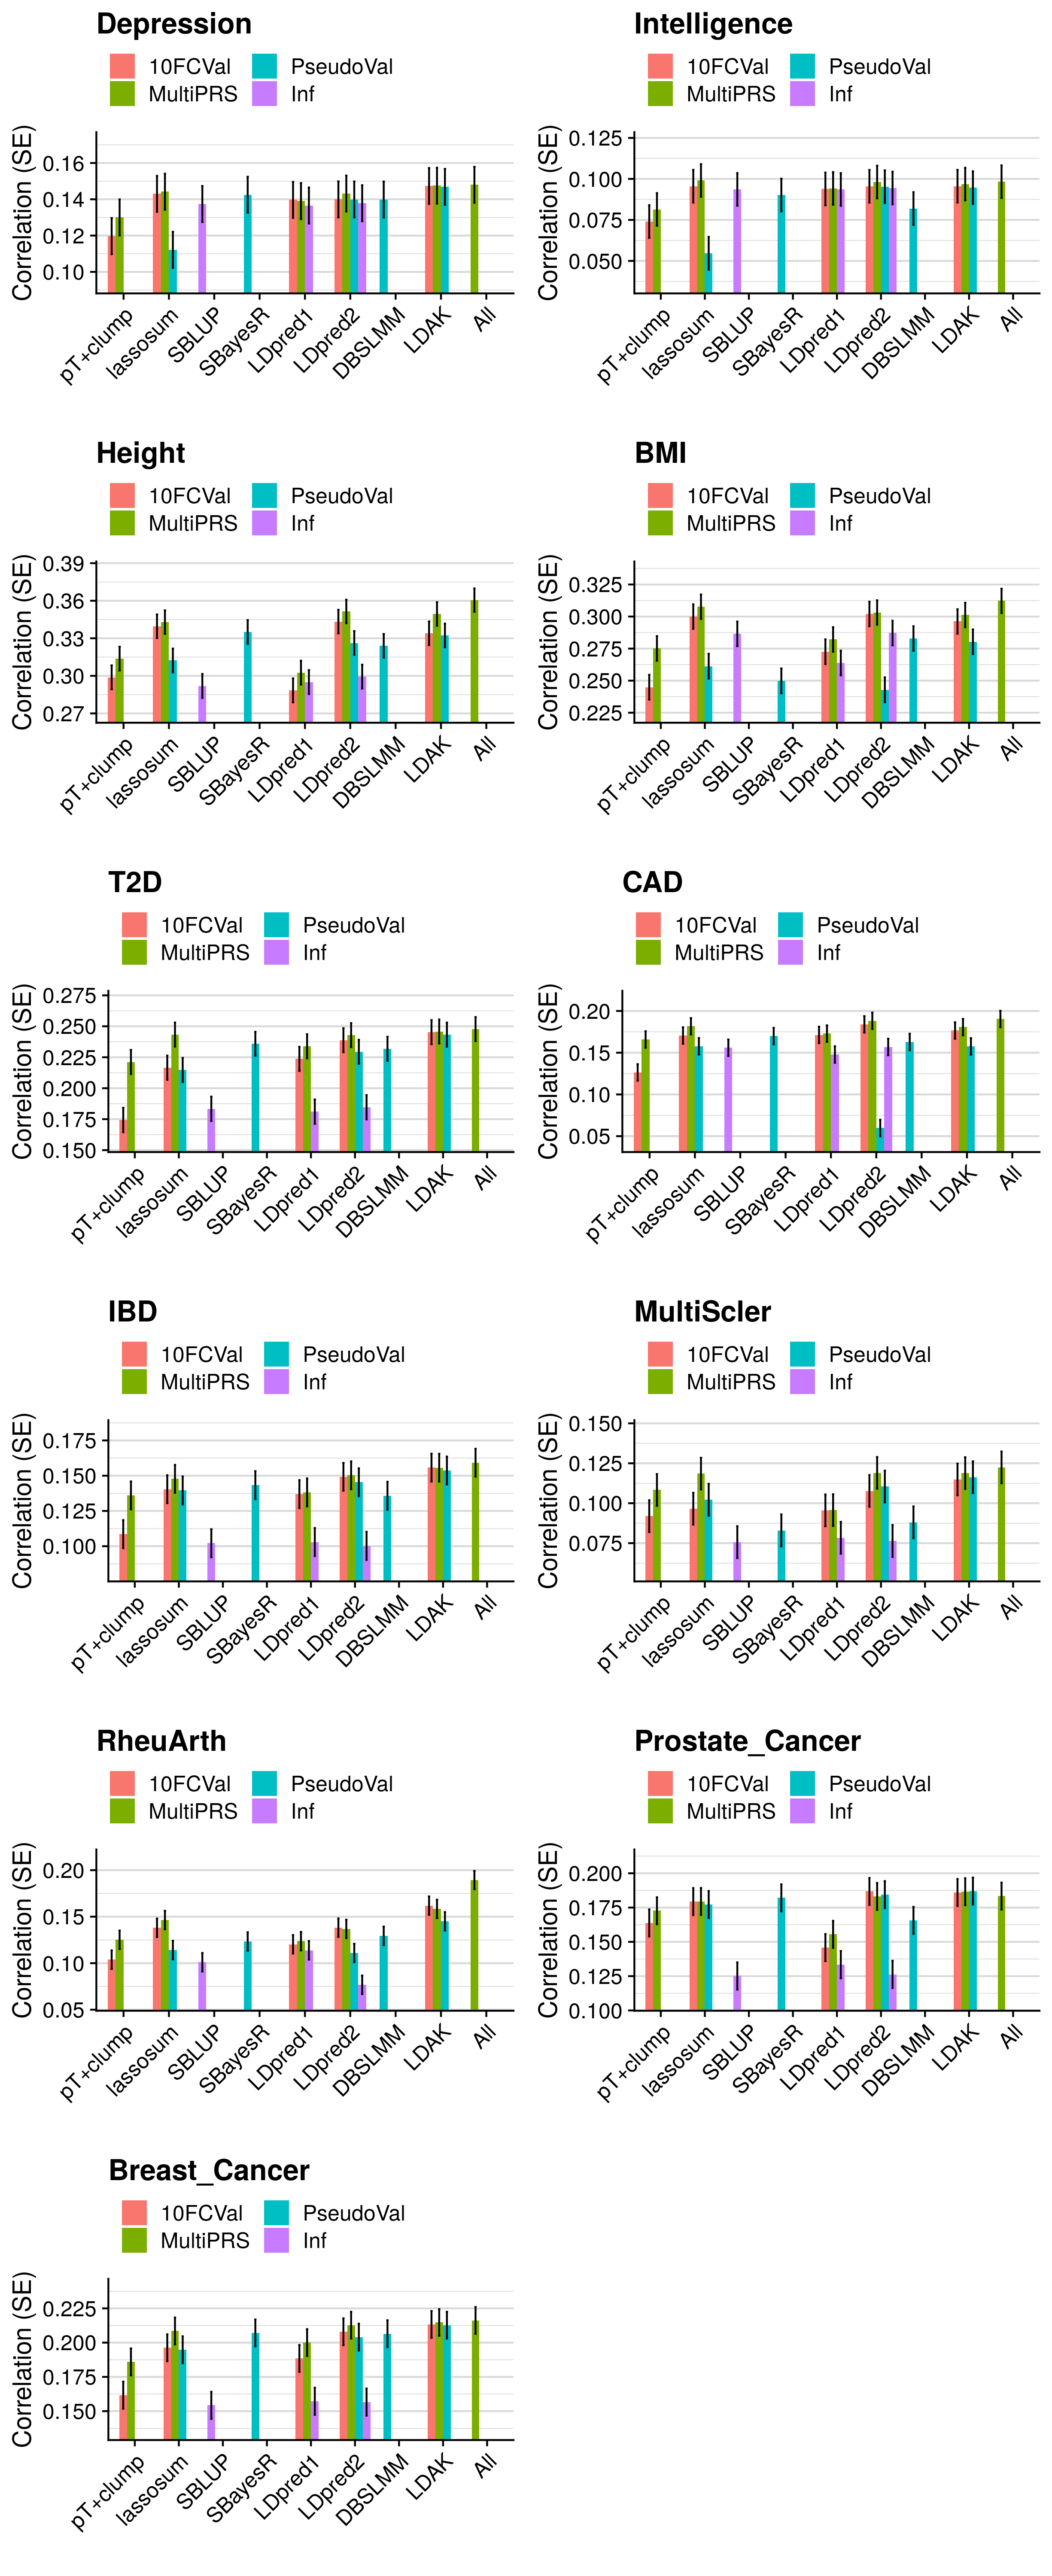 Depression
10FCVal PseudoVal
MultiPRS Inf
Correlation (SE)
0.16
0.14
0.12
0.10
pT+clump lassosum SBLUP SBayesR LDpred1 LDpred2 DBSLMM LDAK All
Intelligence
10FCVal PseudoVal
MultiPRS Inf
Correlation (SE)
0.125
0.100
0.075
0.050
pT+clump lassosum SBLUP SBayesR LDpred1 LDpred2 DBSLMM LDAK All
Height
10FCVal PseudoVal
MultiPRS Inf
Correlation (SE)
0.39
0.36
0.33
0.30
0.27
pT+clump lassosum SBLUP SBayesR LDpred1 LDpred2 DBSLMM LDAK All
BMI
10FCVal PseudoVal
MultiPRS Inf
Correlation (SE)
0.325
0.300
0.275
0.250
0.225
pT+clump lassosum SBLUP SBayesR LDpred1 LDpred2 DBSLMM LDAK All
T2D
10FCVal PseudoVal
MultiPRS Inf
Correlation (SE)
0.275
0.250
0.225
0.200
0.175
0.150
pT+clump lassosum SBLUP SBayesR LDpred1 LDpred2 DBSLMM LDAK All
CAD
10FCVal PseudoVal
MultiPRS Inf
Correlation (SE)
0.20
0.15
0.10
0.05
pT+clump lassosum SBLUP SBayesR LDpred1 LDpred2 DBSLMM LDAK All
IBD
10FCVal PseudoVal
MultiPRS Inf
Correlation (SE)
0.175
0.150
0.125
0.100
pT+clump lassosum SBLUP SBayesR LDpred1 LDpred2 DBSLMM LDAK All
MultiScler
10FCVal PseudoVal
MultiPRS Inf
Correlation (SE)
0.150
0.125
0.100
0.075
pT+clump lassosum SBLUP SBayesR LDpred1 LDpred2 DBSLMM LDAK All
RheuArth
10FCVal PseudoVal
MultiPRS Inf
Correlation (SE)
0.20
0.15
0.10
0.05
pT+clump lassosum SBLUP SBayesR LDpred1 LDpred2 DBSLMM LDAK All
Prostate_Cancer
10FCVal PseudoVal
MultiPRS Inf
Correlation (SE)
0.200
0.175
0.150
0.125
0.100
pT+clump lassosum SBLUP SBayesR LDpred1 LDpred2 DBSLMM LDAK All
Breast_Cancer
10FCVal PseudoVal
MultiPRS Inf
Correlation (SE)
0.225
0.200
0.175
0.150
pT+clump lassosum SBLUP SBayesR LDpred1 LDpred2 DBSLMM LDAK All